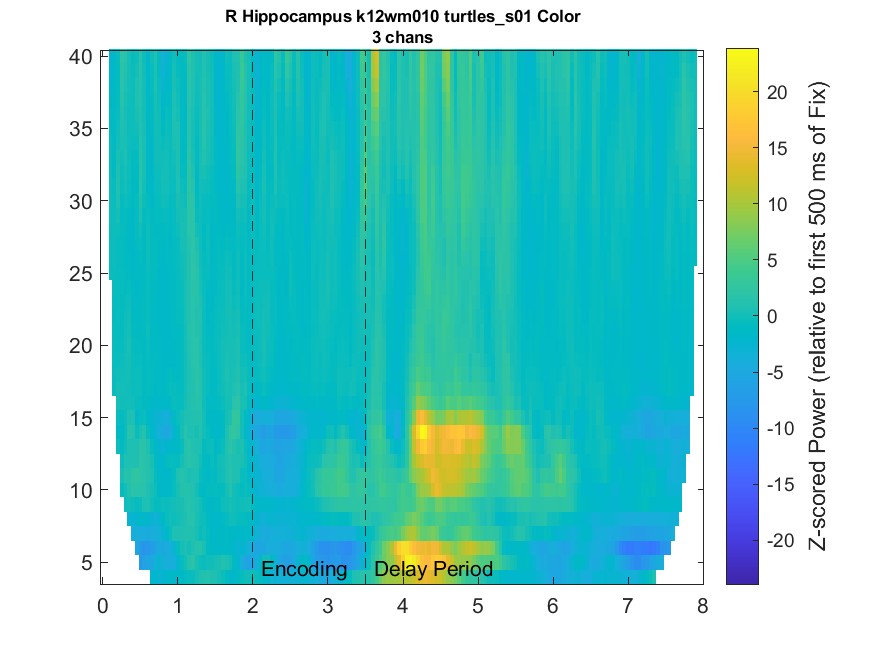 R Hippocampus k12wm010 turtles_s01 Color
3 chans
40
35
30
25
20
15
10
5
Encoding
Delay Period
0 1 2 3 4 5 6 7 8
20
15
10
5
0
-5
-10
-15
-20
Z-scored Power (relative to first 500 ms of Fix)